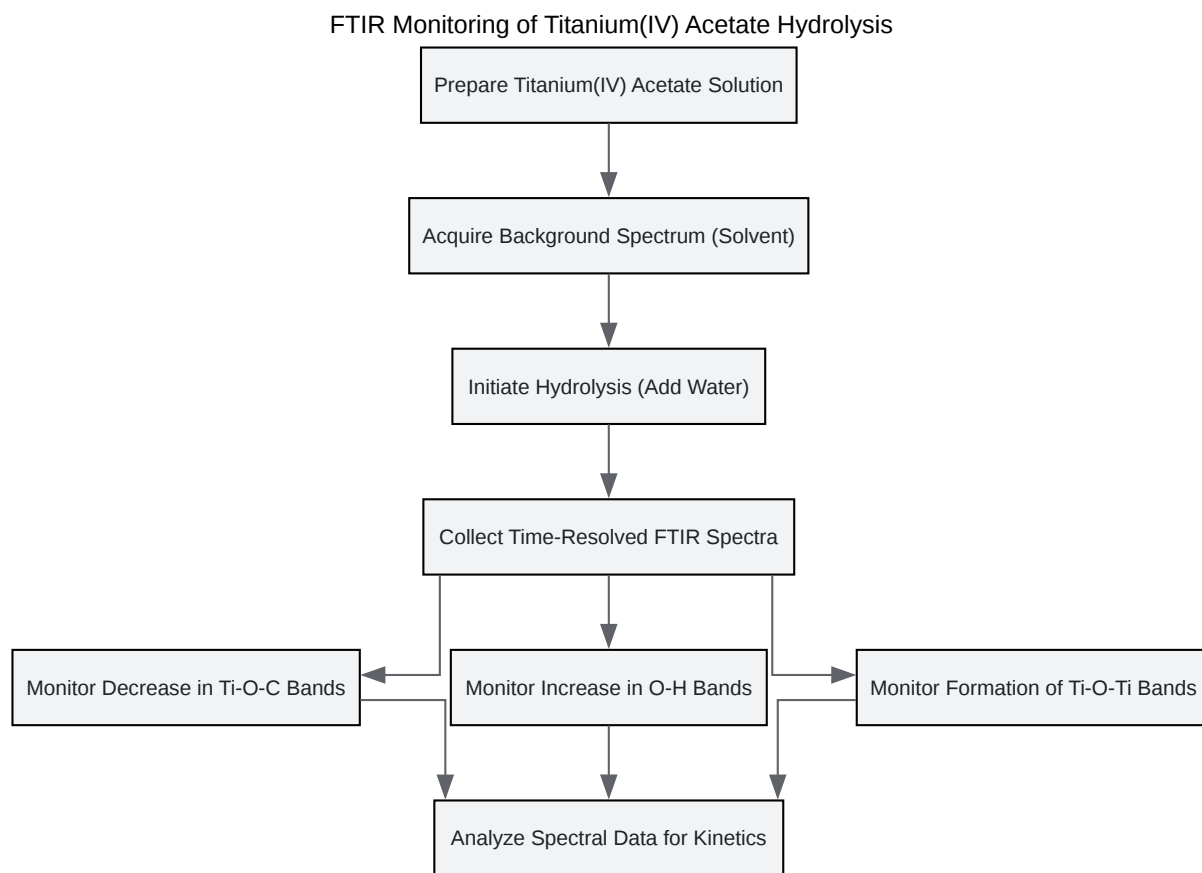 FTIR Monitoring of Titanium(IV) Acetate Hydrolysis
Prepare Titanium(IV) Acetate Solution
Acquire Background Spectrum (Solvent)
Initiate Hydrolysis (Add Water)
Collect Time-Resolved FTIR Spectra
Monitor Decrease in Ti-O-C Bands
Monitor Increase in O-H Bands
Monitor Formation of Ti-O-Ti Bands
Analyze Spectral Data for Kinetics